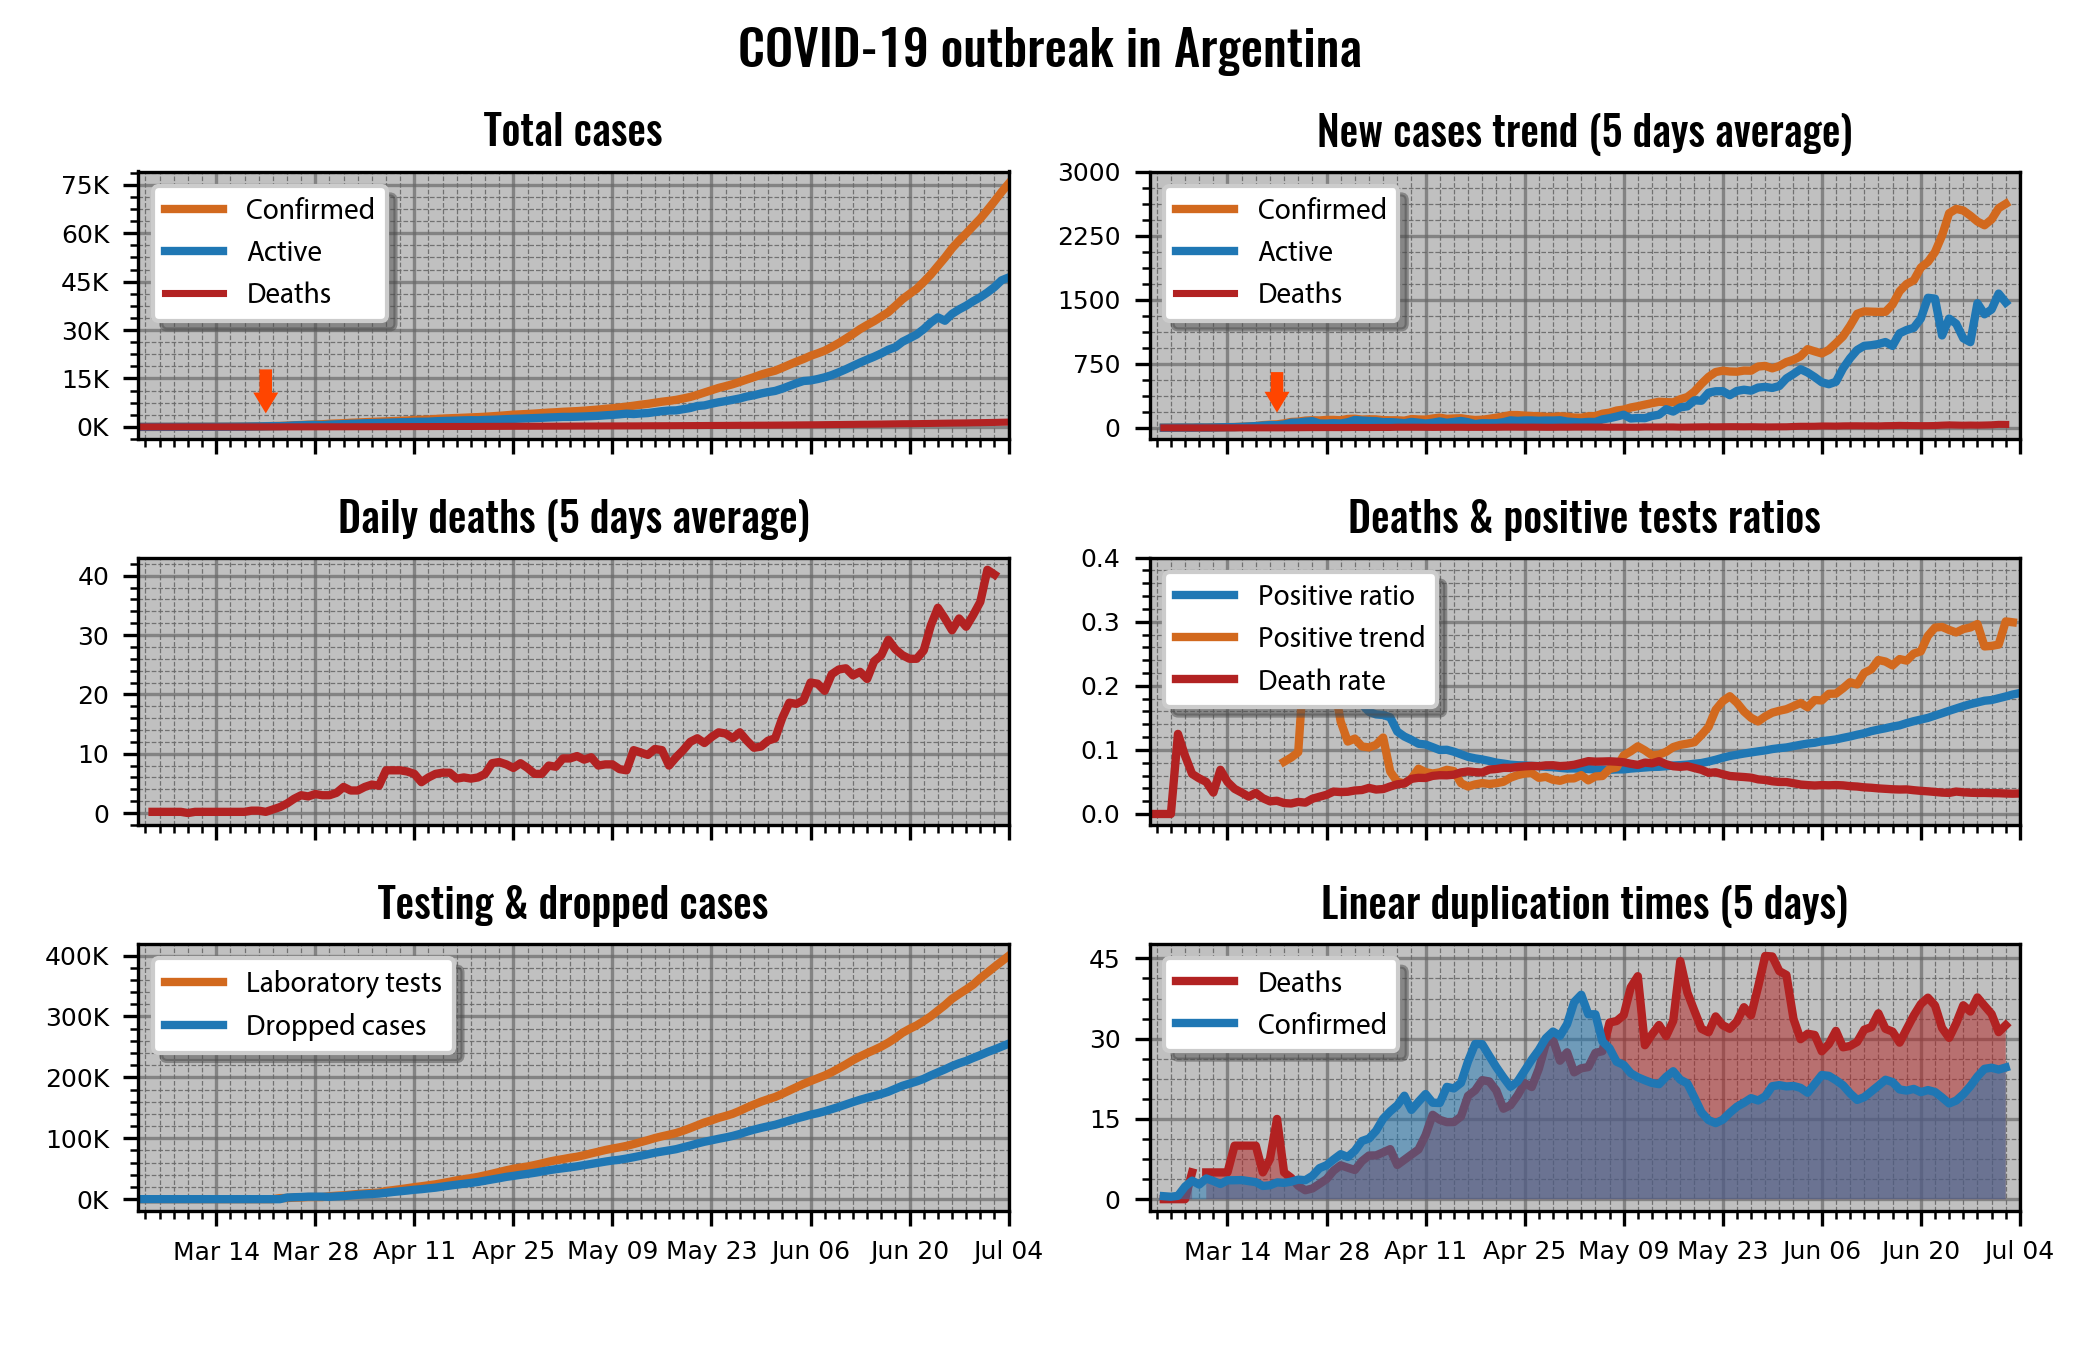 COVID-19 outbreak in Argentina
Total cases
75K
60K
45K
30K
15K
0K
Confirmed
Active
Deaths
New cases trend (5 days average)
3000
2250
1500
750
0
Confirmed
Active
Deaths
Daily deaths (5 days average)
40
30
20
10
0
Deaths & positive tests ratios
0.4
0.3
0.2
0.1
0.0
Positive ratio
Positive trend
Death rate
Testing & dropped cases
400K
300K
200K
100K
0K
Laboratory tests
Dropped cases
Mar 14 Mar 28 Apr 11 Apr 25 May 09 May 23 Jun 06 Jun 20 Jul 04
Linear duplication times (5 days)
45
30
15
0
Deaths
Confirmed
Mar 14 Mar 28 Apr 11 Apr 25 May 09 May 23 Jun 06 Jun 20 Jul 04